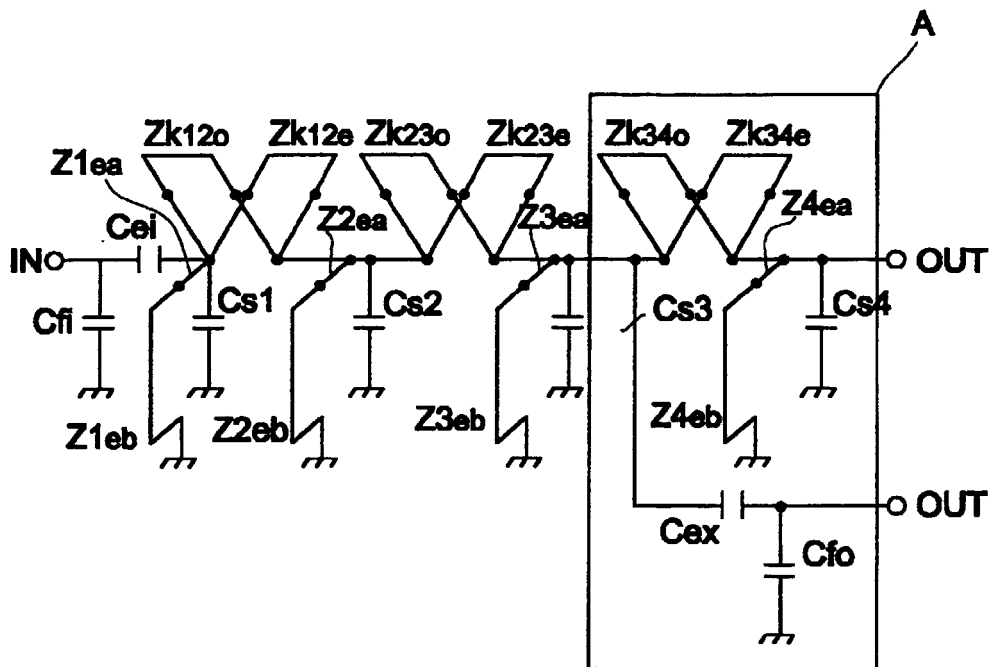 A
Zk12o
Zk12e
Zk23o
Zk23e
Zk34o
Zk34e
Z1ea
Z2ea
Z3ea
Z4ea
Cei
IN
OUT
Cfi
Cs1
Cs2
Cs3
Cs4
Z1eb
Z2eb
Z3eb
Z4eb
OUT
Cex
Cfo